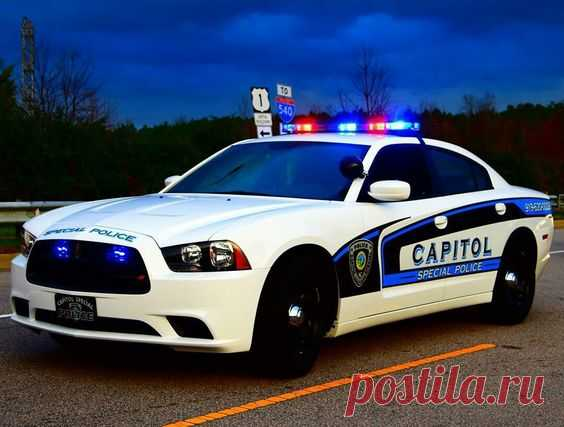 1
TO
540
SPECIAL POLICE
CAPITOL
SPECIAL POLICE
CAPITOL SPECIAL
POLICE
postila.ru